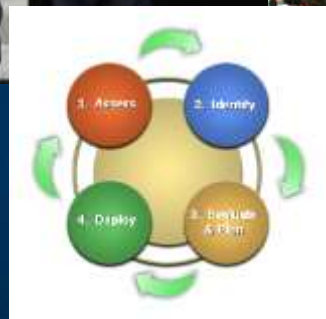 1. Assess
2. Identify
3. Evaluate
& Plan
4. Deploy